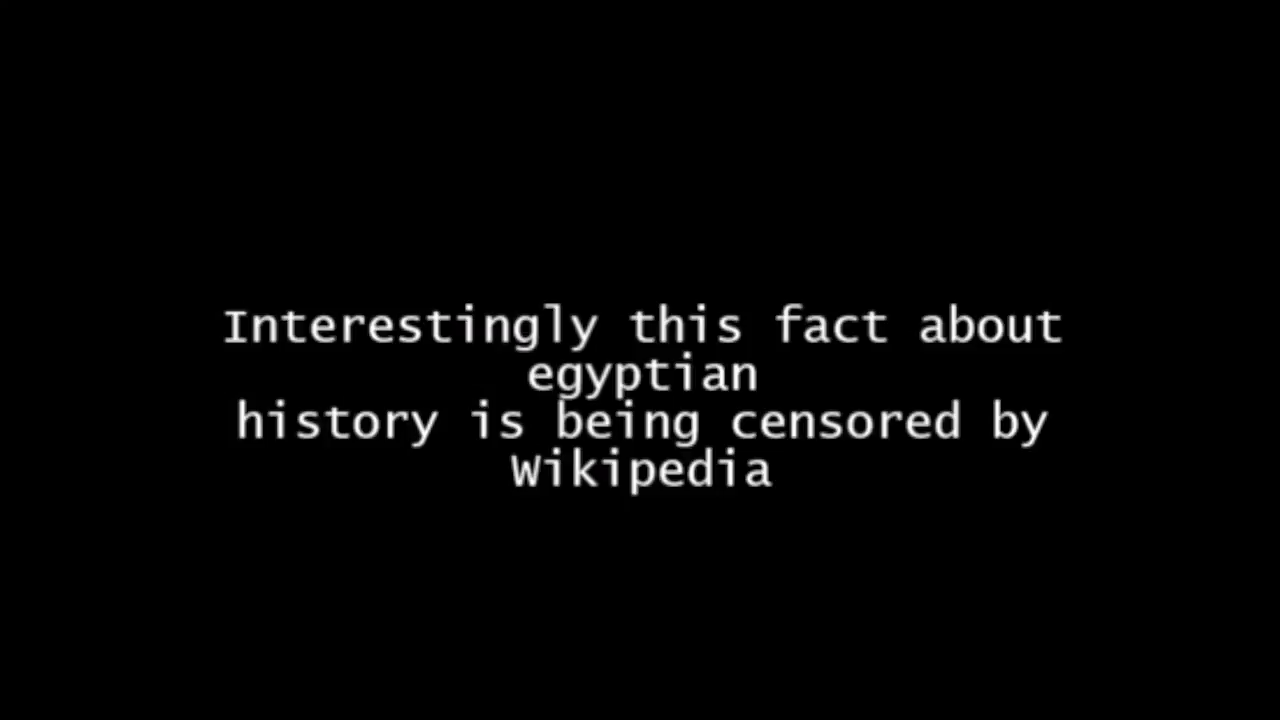 Interestingly this fact about
egyptian
history is being censored by
Wikipedia